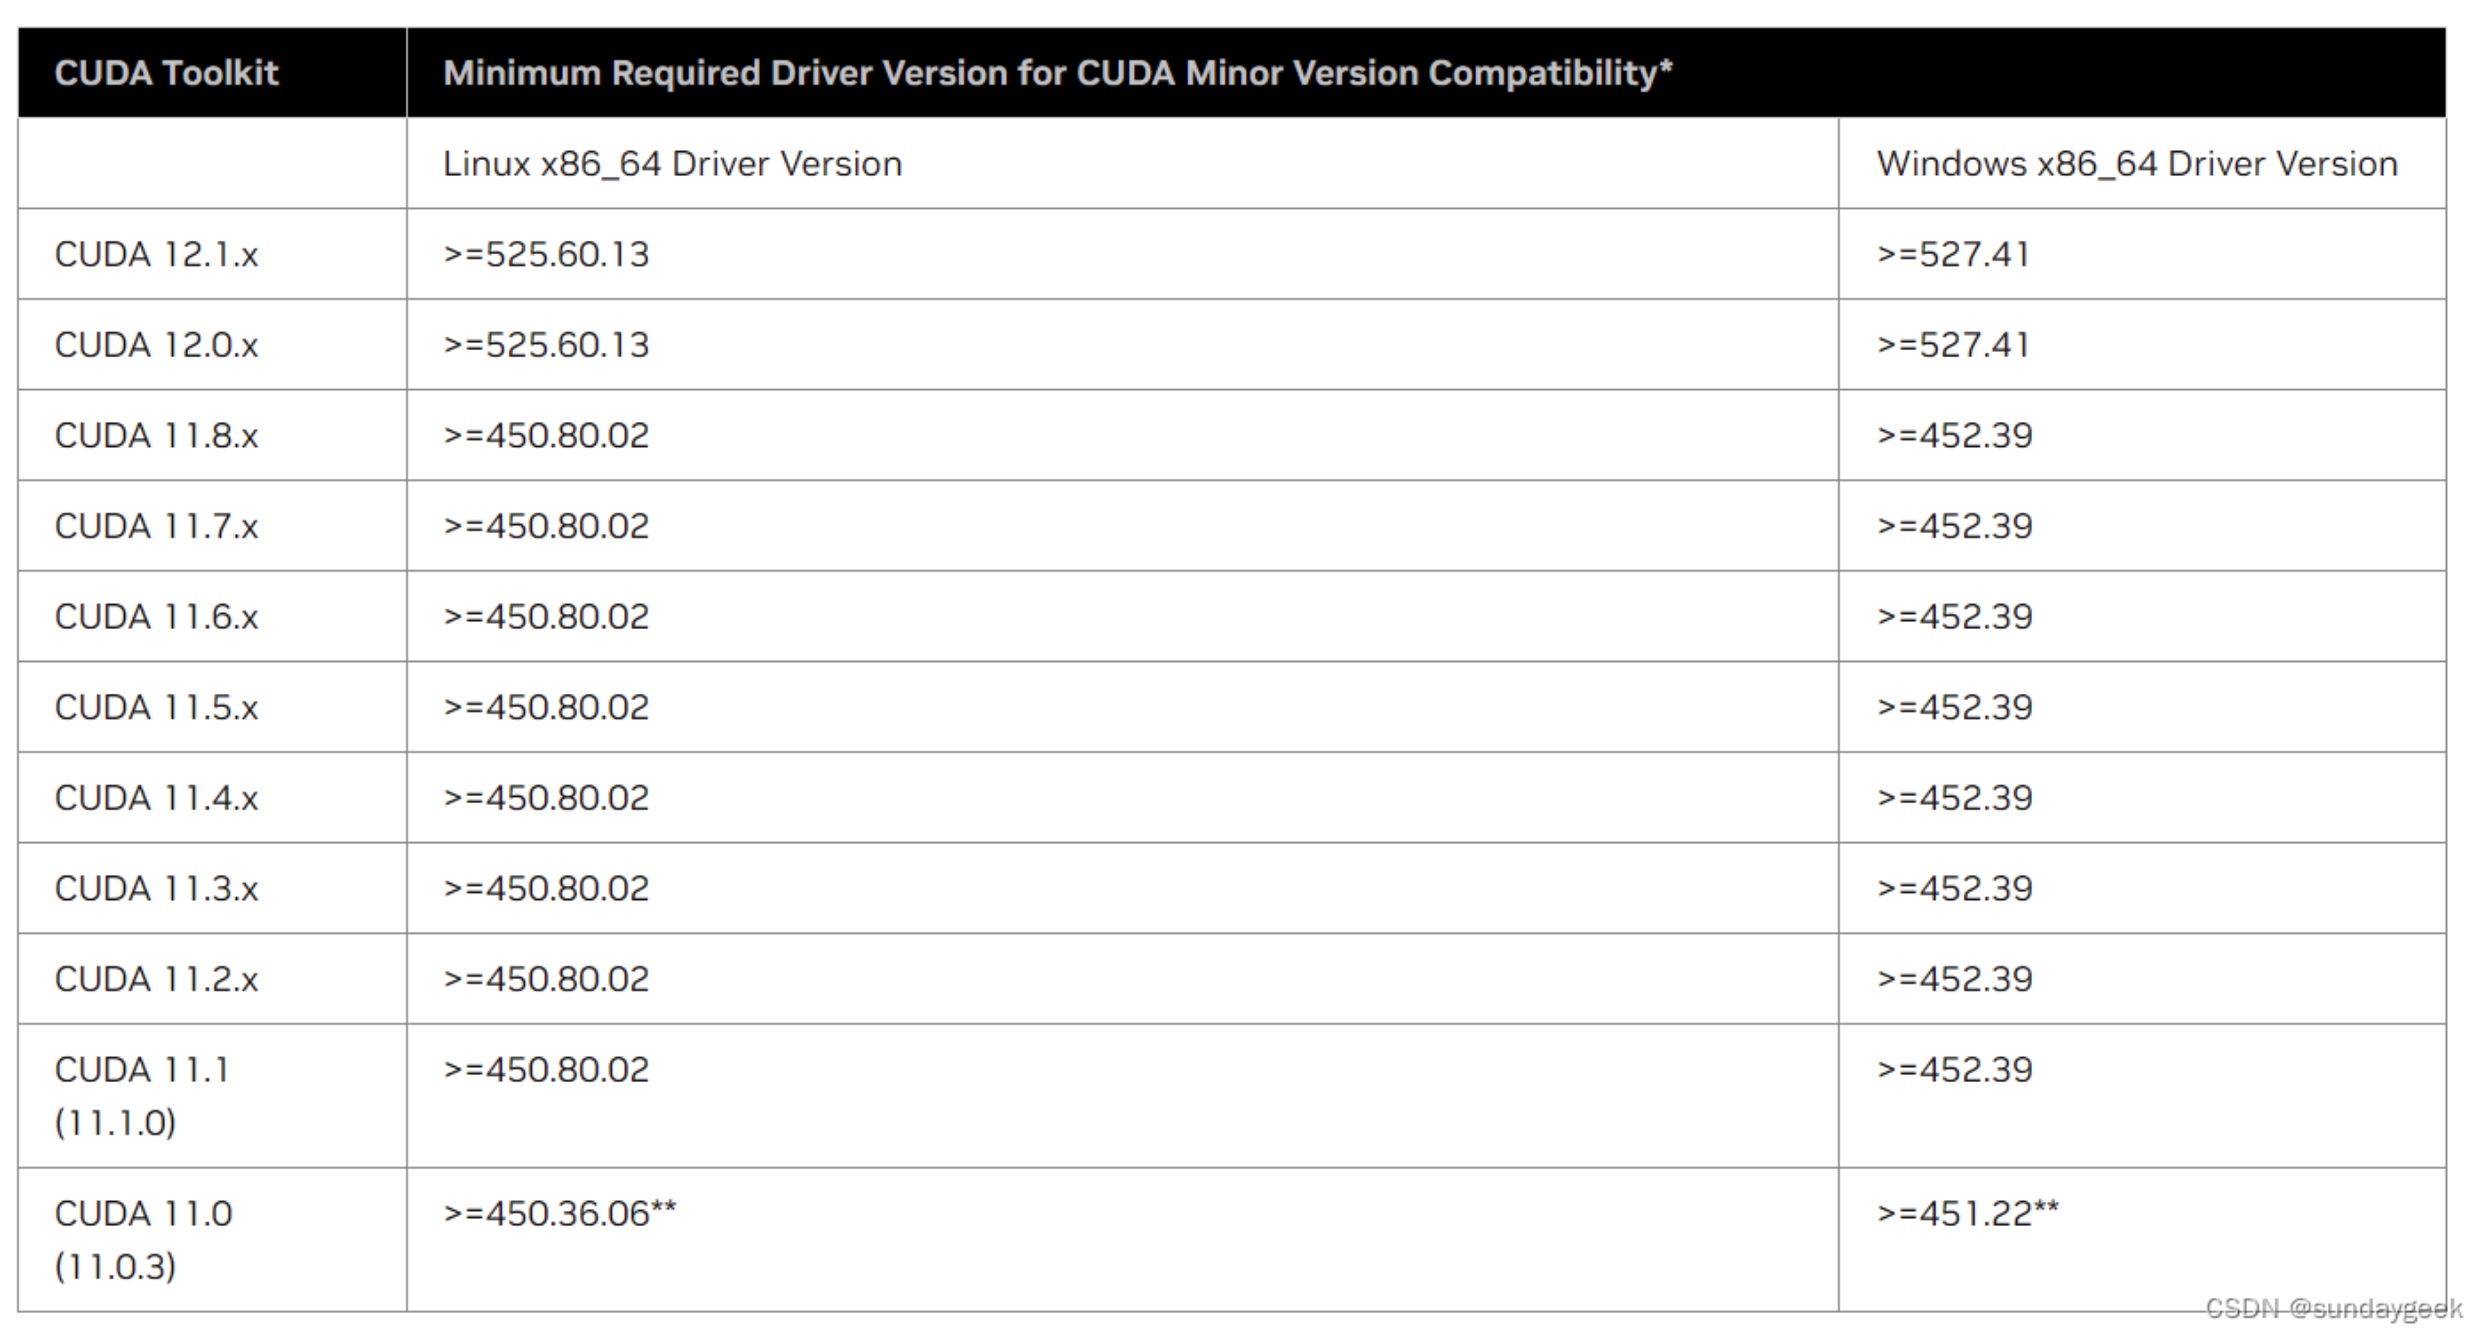 CUDA Toolkit Minimum Required Driver Version for CUDA Minor Version Compatibility*
Linux x86_64 Driver Version Windows x86_64 Driver Version
CUDA 12.1.x >=525.60.13 >=527.41
CUDA 12.0.x >=525.60.13 >=527.41
CUDA 11.8.x >=450.80.02 >=452.39
CUDA 11.7.x >=450.80.02 >=452.39
CUDA 11.6.x >=450.80.02 >=452.39
CUDA 11.5.x >=450.80.02 >=452.39
CUDA 11.4.x >=450.80.02 >=452.39
CUDA 11.3.x >=450.80.02 >=452.39
CUDA 11.2.x >=450.80.02 >=452.39
CUDA 11.1 >=450.80.02 >=452.39
(11.1.0)
CUDA 11.0 >=450.36.06** >=451.22**
(11.0.3)
CSDN @sundaygeek